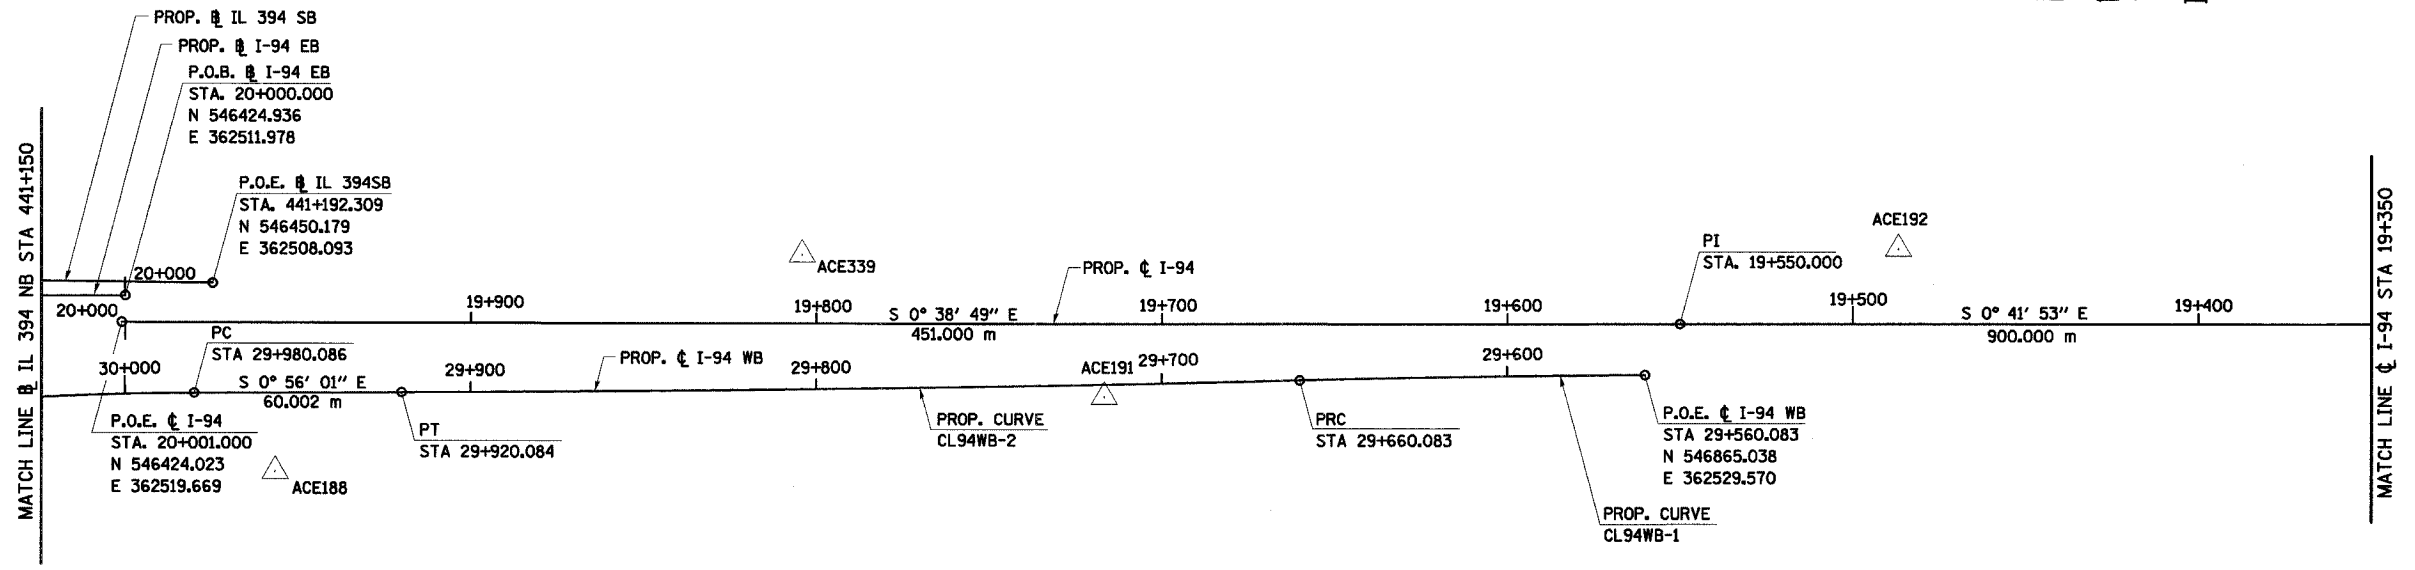 PROP. ℄ IL 394 SB
PROP. ℄ I-94 EB
P.O.B. ℄ I-94 EB
STA. 20+000.000
N 546424.936
E 362511.978
P.O.E. ℄ IL 394SB
STA. 441+192.309
N 546450.179
E 362508.093
MATCH LINE ℄ IL 394 NB STA 441+150
20+000
20+000
19+900
19+800
19+700
19+600
19+500
19+400
ACE339
PROP. ℄ I-94
S 0° 38' 49" E
451.000 m
PI
STA. 19+550.000
ACE192
S 0° 41' 53" E
900.000 m
MATCH LINE ℄ I-94 STA 19+350
PC
STA 29+980.086
30+000
S 0° 56' 01" E
60.002 m
29+900
PROP. ℄ I-94 WB
29+800
ACE191
29+700
29+600
P.O.E. ℄ I-94
STA. 20+001.000
N 546424.023
E 362519.669
ACE188
PT
STA 29+920.084
PROP. CURVE
CL94WB-2
PRC
STA 29+660.083
P.O.E. ℄ I-94 WB
STA 29+560.083
N 546865.038
E 362529.570
PROP. CURVE
CL94WB-1